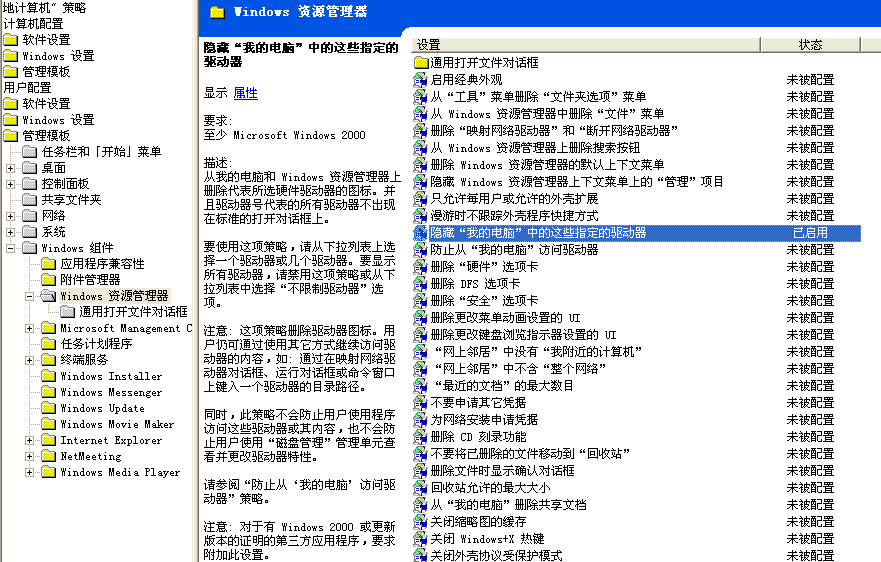 地计算机”策略
计算机配置
软件设置
Windows 设置
管理模板
用户配置
软件设置
Windows 设置
管理模板
任务栏和「开始」菜单
桌面
控制面板
共享文件夹
网络
系统
Windows 组件
应用程序兼容性
附件管理器
Windows 资源管理器
通用打开文件对话框
Microsoft Management C
任务计划程序
终端服务
Windows Installer
Windows Messenger
Windows Update
Windows Movie Maker
Internet Explorer
NetMeeting
Windows Media Player
Windows 资源管理器
隐藏“我的电脑”中的这些指定的
驱动器
显示 属性
要求:
至少 Microsoft Windows 2000
描述:
从我的电脑和 Windows 资源管理器上
删除代表所选硬件驱动器的图标。并
且驱动器号代表的所有驱动器不出现
在标准的打开对话框上。
要使用这项策略，请从下拉列表上选
择一个驱动器或几个驱动器。要显示
所有驱动器，请禁用这项策略或从下
拉列表中选择“不限制驱动器”选
项。
注意: 这项策略删除驱动器图标。用
户仍可通过使用其它方式继续访问驱
动器的内容，如: 通过在映射网络驱
动器对话框、运行对话框或命令窗口
上键入一个驱动器的目录路径。
同时，此策略不会防止用户使用程序
访问这些驱动器或其内容，也不会防
止用户使用“磁盘管理”管理单元查
看并更改驱动器特性。
请参阅“防止从‘我的电脑’访问驱
动器”策略。
注意: 对于有 Windows 2000 或更新
版本的证明的第三方应用程序，要求
附加此设置。
设置 状态
通用打开文件对话框
启用经典外观 未被配置
从“工具”菜单删除“文件夹选项”菜单 未被配置
从 Windows 资源管理器中删除“文件”菜单 未被配置
删除“映射网络驱动器”和“断开网络驱动器” 未被配置
从 Windows 资源管理器上删除搜索按钮 未被配置
删除 Windows 资源管理器的默认上下文菜单 未被配置
隐藏 Windows 资源管理器上下文菜单上的“管理”项目 未被配置
只允许每用户或允许的外壳扩展 未被配置
漫游时不跟踪外壳程序快捷方式 未被配置
隐藏“我的电脑”中的这些指定的驱动器 已启用
防止从“我的电脑”访问驱动器 未被配置
删除“硬件”选项卡 未被配置
删除 DFS 选项卡 未被配置
删除“安全”选项卡 未被配置
删除更改菜单动画设置的 UI 未被配置
删除更改键盘浏览指示器设置的 UI 未被配置
“网上邻居”中没有“我附近的计算机” 未被配置
“网上邻居”中不含“整个网络” 未被配置
“最近的文档”的最大数目 未被配置
不要申请其它凭据 未被配置
为网络安装申请凭据 未被配置
删除 CD 刻录功能 未被配置
不要将已删除的文件移动到“回收站” 未被配置
删除文件时显示确认对话框 未被配置
回收站允许的最大大小 未被配置
从“我的电脑”删除共享文档 未被配置
关闭缩略图的缓存 未被配置
关闭 Windows+X 热键 未被配置
关闭外壳协议受保护模式 未被配置